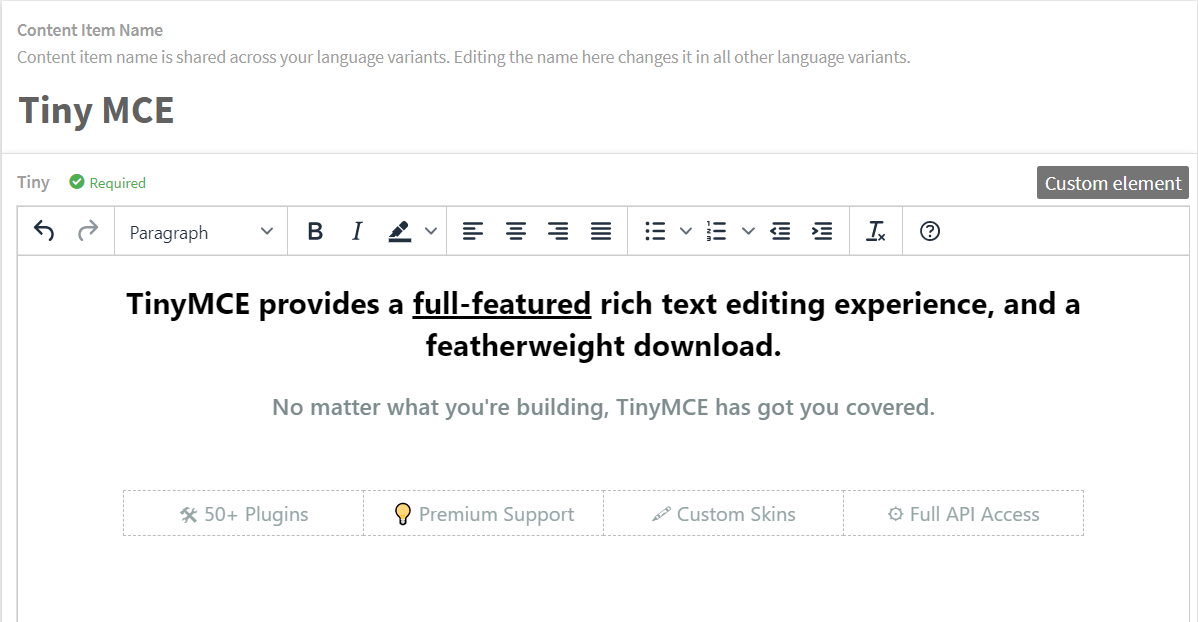 Content Item Name
Content item name is shared across your language variants. Editing the name here changes it in all other language variants.
Tiny MCE
Tiny Required Custom element
Paragraph B I
TinyMCE provides a full-featured rich text editing experience, and a
featherweight download.
No matter what you're building, TinyMCE has got you covered.
🛠 50+ Plugins 💡 Premium Support 🖍 Custom Skins ⚙ Full API Access